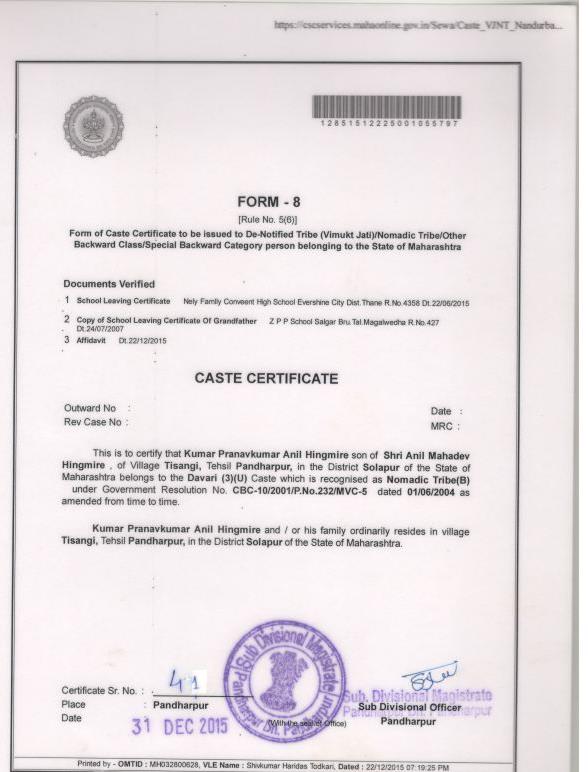 https://cscservices.mahaonline.gov.in/Sewa/Caste_VJNT_Nandurba...
12851512225001055797
FORM - 8
[Rule No. 5(6)]
Form of Caste Certificate to be issued to De-Notified Tribe (Vimukt Jati)/Nomadic Tribe/Other
Backward Class/Special Backward Category person belonging to the State of Maharashtra
Documents Verified
1 School Leaving Certificate Nely Family Conveent High School Evershine City Dist.Thane R.No.4358 Dt.22/06/2015
2 Copy of School Leaving Certificate Of Grandfather Z P P School Salgar Bru.Tal.Magalwedha R.No.427
Dt.24/07/2007
3 Affidavit Dt.22/12/2015
CASTE CERTIFICATE
Outward No :
Date :
Rev Case No :
MRC :
This is to certify that Kumar Pranavkumar Anil Hingmire son of Shri Anil Mahadev
Hingmire , of Village Tisangi, Tehsil Pandharpur, in the District Solapur of the State of
Maharashtra belongs to the Davari (3)(U) Caste which is recognised as Nomadic Tribe(B)
under Government Resolution No. CBC-10/2001/P.No.232/MVC-5 dated 01/06/2004 as
amended from time to time.
Kumar Pranavkumar Anil Hingmire and / or his family ordinarily resides in village
Tisangi, Tehsil Pandharpur, in the District Solapur of the State of Maharashtra.
Sub Divisional Magistrate
Certificate Sr. No. : 41
Sub. Divisional Magistrate
Place : Pandharpur
Sub Divisional Officer
Pandharpur Dn. Pandharpur
Date 31 DEC 2015
(With the seal of Office)
Pandharpur
Printed by - OMTID : MH032800628, VLE Name : Shivkumar Haridas Todkari, Dated : 22/12/2015 07:19:25 PM